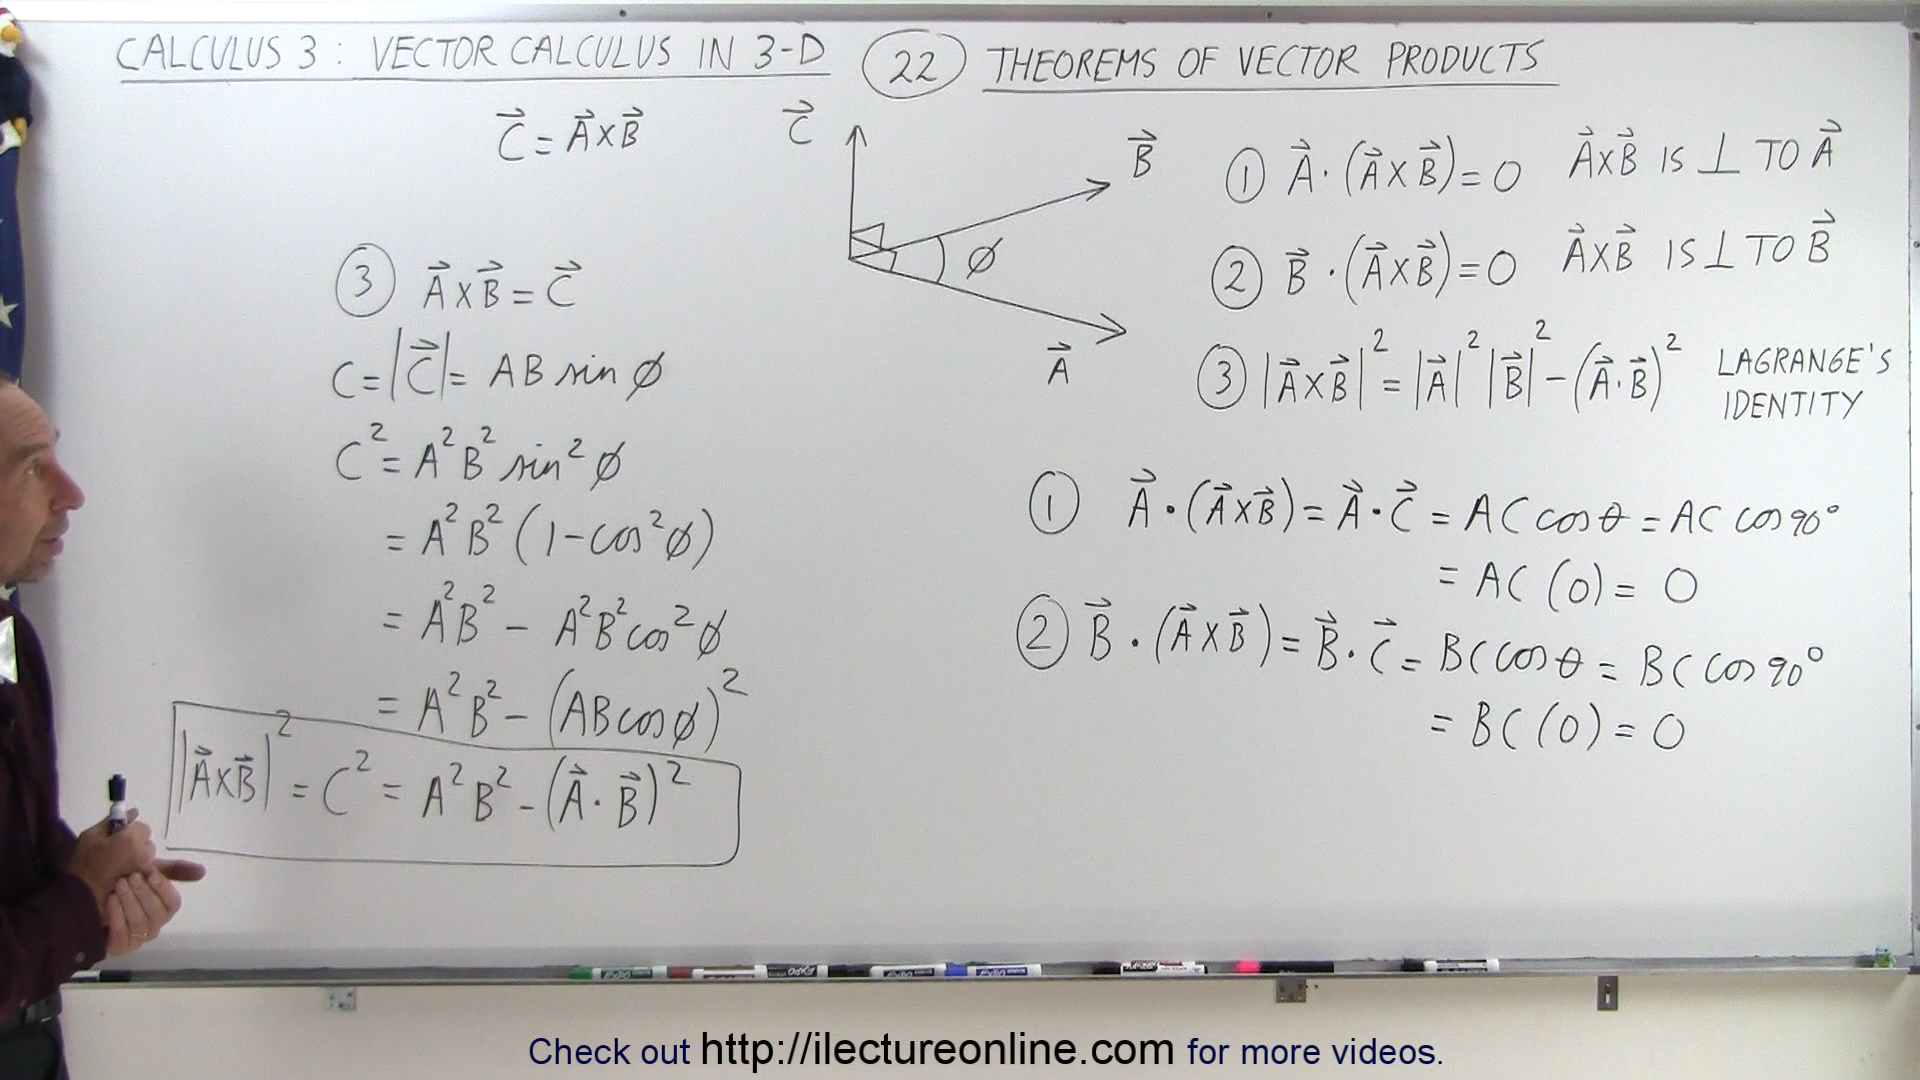 CALCULUS 3 : VECTOR CALCULUS IN 3-D (22) THEOREMS OF VECTOR PRODUCTS
C⃗ = A⃗ x B⃗
C⃗
B⃗
φ
A⃗
① A⃗ · (A⃗ x B⃗) = 0 A⃗ x B⃗ IS ⊥ TO A⃗
② B⃗ · (A⃗ x B⃗) = 0 A⃗ x B⃗ IS ⊥ TO B⃗
③ |A⃗ x B⃗|² = |A⃗|² |B⃗|² - (A⃗ · B⃗)² LAGRANGE'S
IDENTITY
③ A⃗ x B⃗ = C⃗
C = |C⃗| = AB sin φ
C² = A²B² sin² φ
= A²B² (1 - cos² φ)
= A²B² - A²B² cos² φ
= A²B² - (AB cos φ)²
|A⃗ x B⃗|² = C² = A²B² - (A⃗ · B⃗)²
① A⃗ · (A⃗ x B⃗) = A⃗ · C⃗ = AC cos θ = AC cos 90°
= AC (0) = 0
② B⃗ · (A⃗ x B⃗) = B⃗ · C⃗ = BC cos θ = BC cos 90°
= BC (0) = 0
Check out http://ilectureonline.com for more videos.